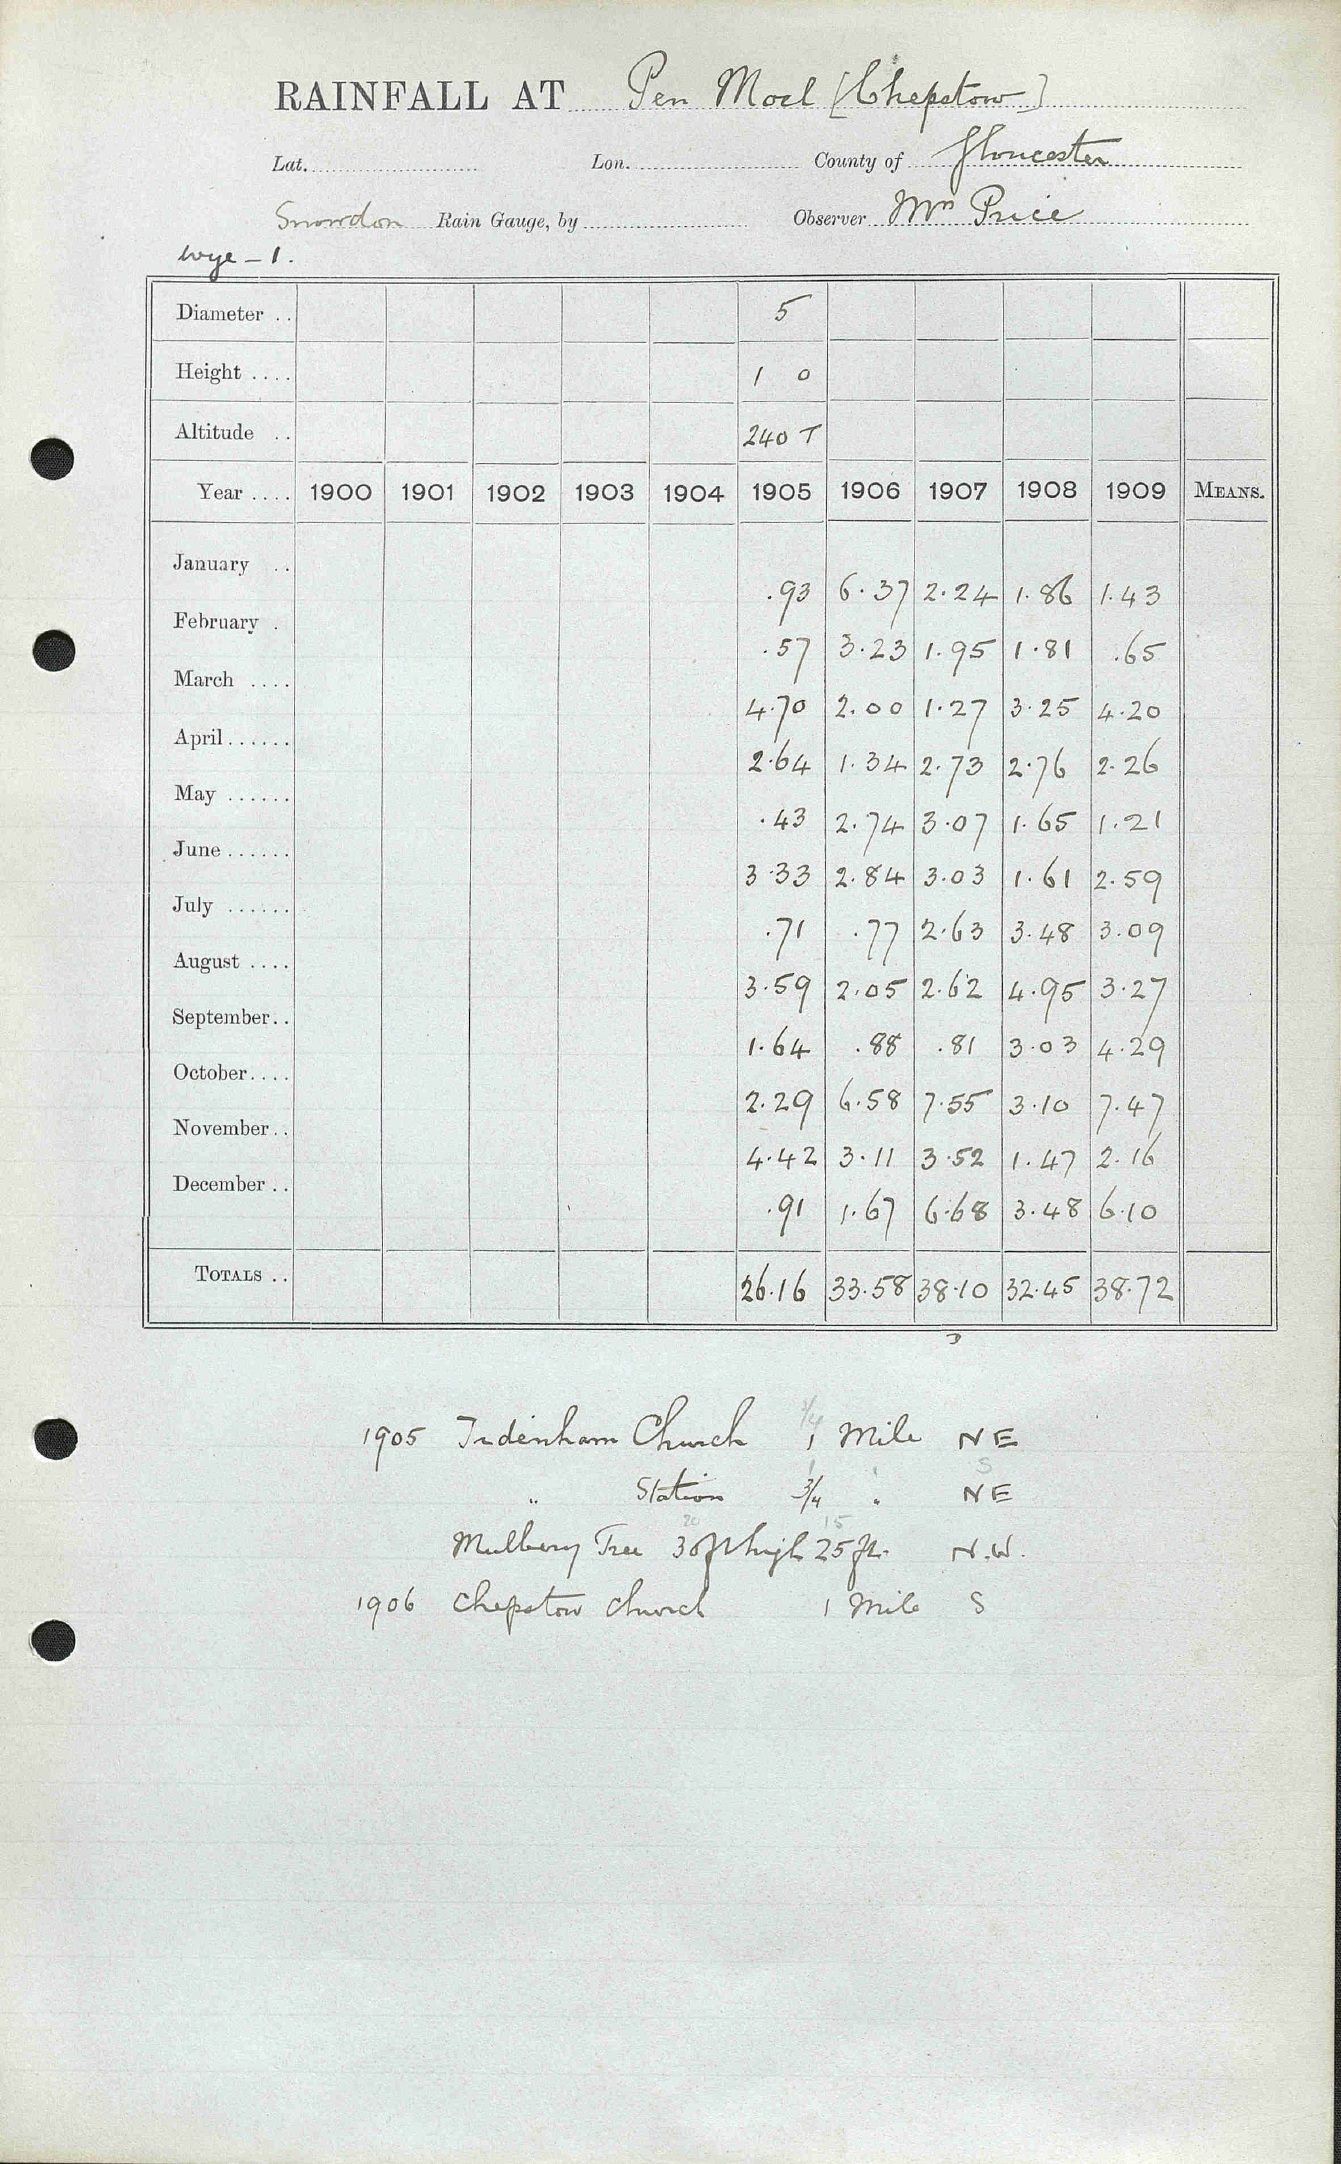 RAINFALL AT Pen Moel [Chepstow]
Lat. Lon. County of Gloucester
Snowdon Rain Gauge, by Observer Mrs Price
Wye - 1.
Diameter .. 5
Height .... 1 0
Altitude .. 240 T
Year .... 1900 1901 1902 1903 1904 1905 1906 1907 1908 1909 MEANS.
January .. .93 6.37 2.24 1.86 1.43
February . .57 3.23 1.95 1.81 .65
March .... 4.70 2.00 1.27 3.25 4.20
April...... 2.64 1.34 2.73 2.76 2.26
May ...... .43 2.74 3.07 1.65 1.21
June...... 3.33 2.84 3.03 1.61 2.59
July ...... .71 .77 2.63 3.48 3.09
August .... 3.59 2.05 2.62 4.95 3.27
September.. 1.64 .88 .81 3.03 4.29
October.... 2.29 6.58 7.55 3.10 7.47
November.. 4.42 3.11 3.52 1.47 2.16
December .. .91 1.67 6.68 3.48 6.10
TOTALS .. 26.16 33.58 38.10 32.45 38.72
1905 Tidenham Church 1 Mile NE
S
" Station 3/4 " NE
20 15
Mulberry Tree 30ft high 25 ft. N.W.
1906 Chepstow Church 1 Mile S